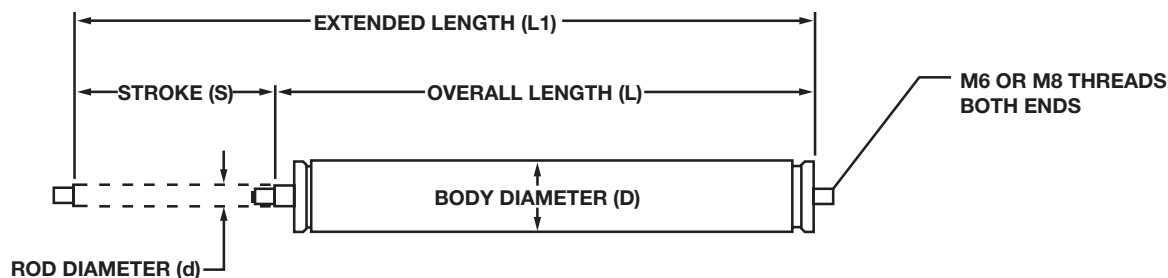 EXTENDED LENGTH (L1)
STROKE (S)
OVERALL LENGTH (L)
M6 OR M8 THREADS
BOTH ENDS
BODY DIAMETER (D)
ROD DIAMETER (d)